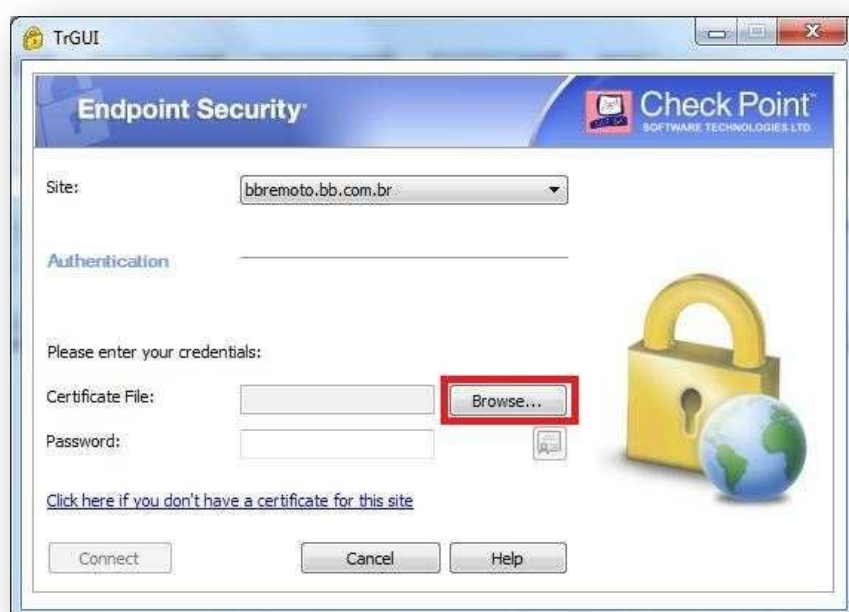 TrGUI
Endpoint Security
Check Point™
SOFTWARE TECHNOLOGIES LTD.
Site:
bbremoto.bb.com.br
Authentication
Please enter your credentials:
Certificate File:
Browse...
Password:
Click here if you don't have a certificate for this site
Connect
Cancel
Help